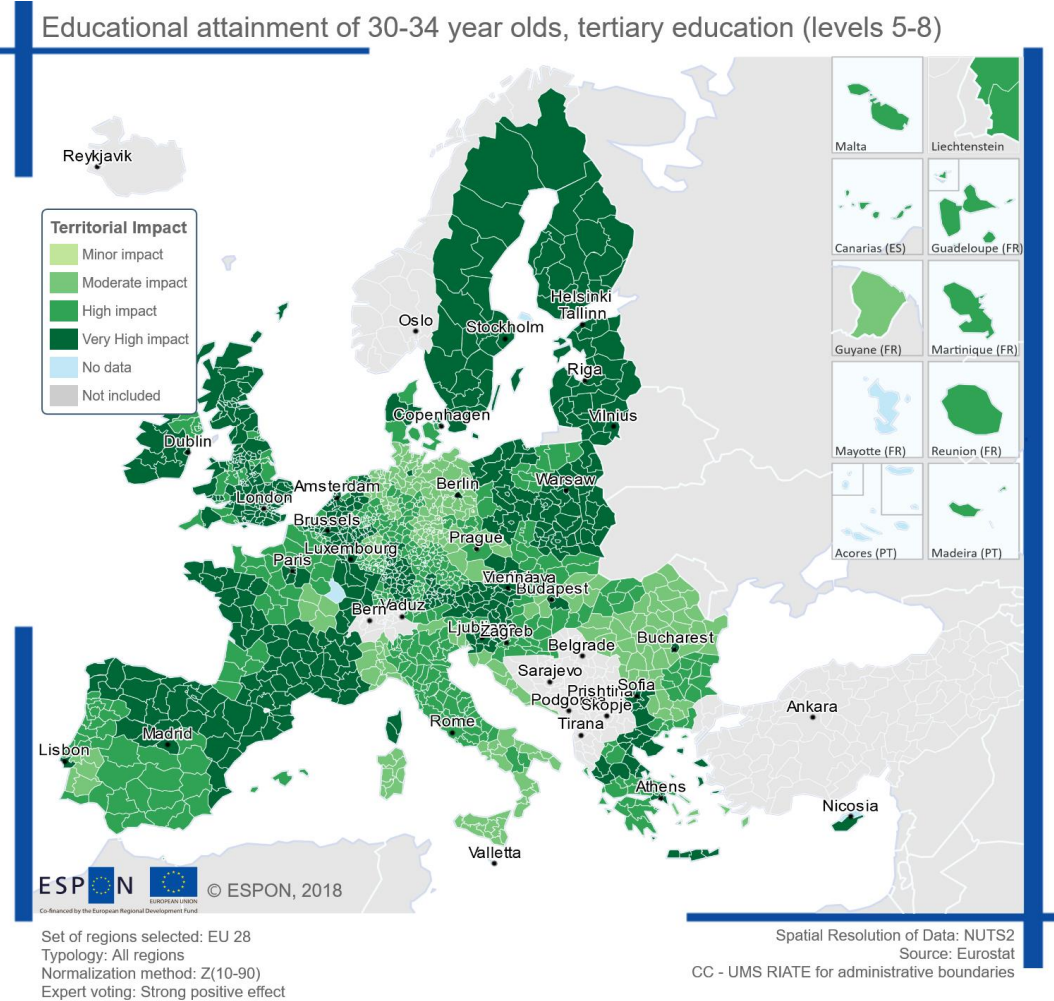 Educational attainment of 30-34 year olds, tertiary education (levels 5-8)
Reykjavik
Territorial Impact
Minor impact
Moderate impact
High impact
Very High impact
No data
Not included
Oslo
Stockholm
Helsinki
Tallinn
Riga
Vilnius
Copenhagen
Dublin
London
Amsterdam
Berlin
Warsaw
Brussels
Luxembourg
Prague
Paris
Vienna
Budapest
Bern
Vaduz
Zagreb
Belgrade
Bucharest
Sarajevo
Prishtina
Sofia
Skopje
Tirana
Rome
Madrid
Lisbon
Athens
Ankara
Nicosia
Valletta
Malta
Liechtenstein
Canarias (ES)
Guadeloupe (FR)
Guyane (FR)
Martinique (FR)
Mayotte (FR)
Reunion (FR)
Acores (PT)
Madeira (PT)
ESPON
EUROPEAN UNION
Co-financed by the European Regional Development Fund
© ESPON, 2018
Set of regions selected: EU 28
Typology: All regions
Normalization method: Z(10-90)
Expert voting: Strong positive effect
Spatial Resolution of Data: NUTS2
Source: Eurostat
CC - UMS RIATE for administrative boundaries